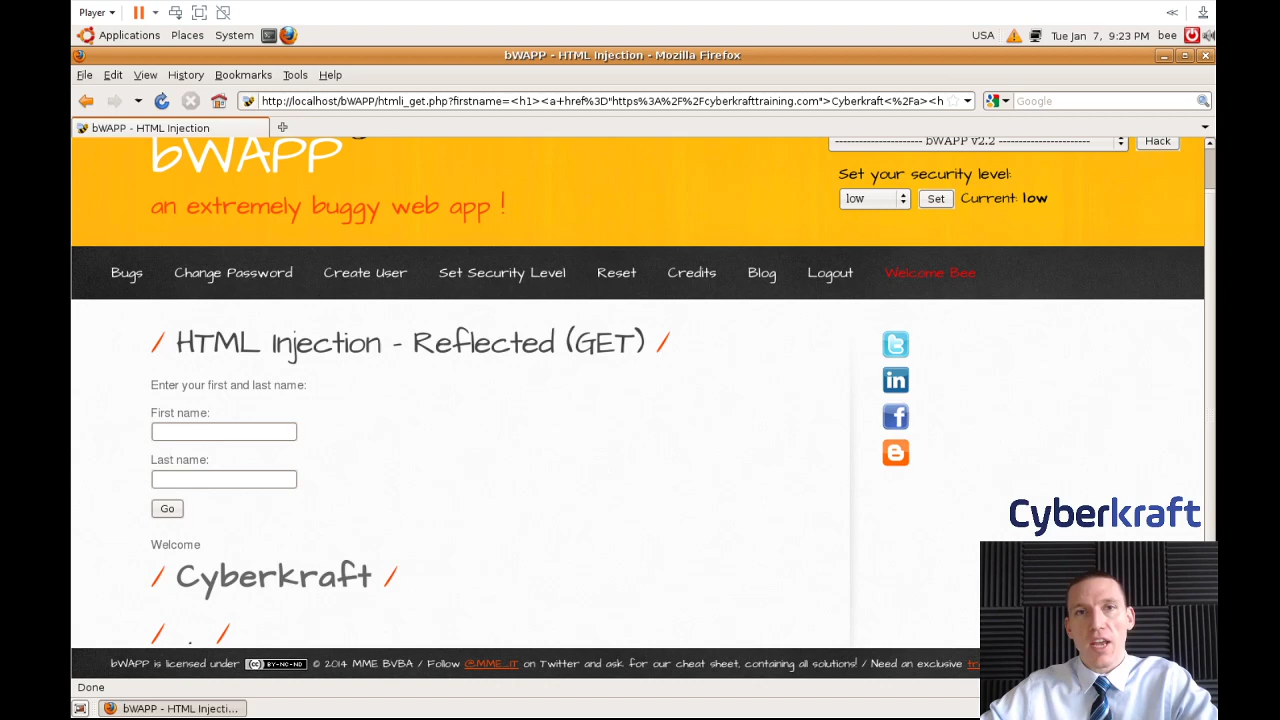 Player
Applications Places System
USA Tue Jan 7, 9:23 PM bee
bWAPP - HTML Injection - Mozilla Firefox
File Edit View History Bookmarks Tools Help
http://localhost/bWAPP/htmli_get.php?firstname=<h1><a+href%3D"https%3A%2F%2Fcyberkrafttraining.com">Cyberkraft<%2Fa><h
Google
bWAPP - HTML Injection
bWAPP
-------------------- bWAPP v2.2 --------------------
Hack
an extremely buggy web app !
Set your security level:
low Set Current: low
Bugs Change Password Create User Set Security Level Reset Credits Blog Logout Welcome Bee
/ HTML Injection - Reflected (GET) /
Enter your first and last name:
First name:
Last name:
Go
Welcome
/ Cyberkraft /
/ /
Cyberkraft
bWAPP is licensed under BY-NC-ND © 2014 MME BVBA / Follow @MME_IT on Twitter and ask for our cheat sheet, containing all solutions! / Need an exclusive
Done
bWAPP - HTML Injecti...